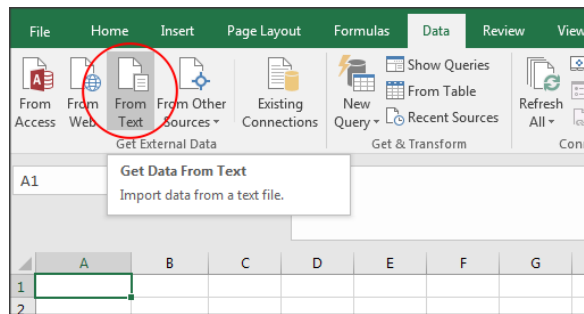 File Home Insert Page Layout Formulas Data Review View
From Access
From Web
From Text
From Other Sources
Existing Connections
New Query
Show Queries
From Table
Recent Sources
Refresh All
Get External Data
Get & Transform
Conn
Get Data From Text
Import data from a text file.
A1
A B C D E F G
1
2